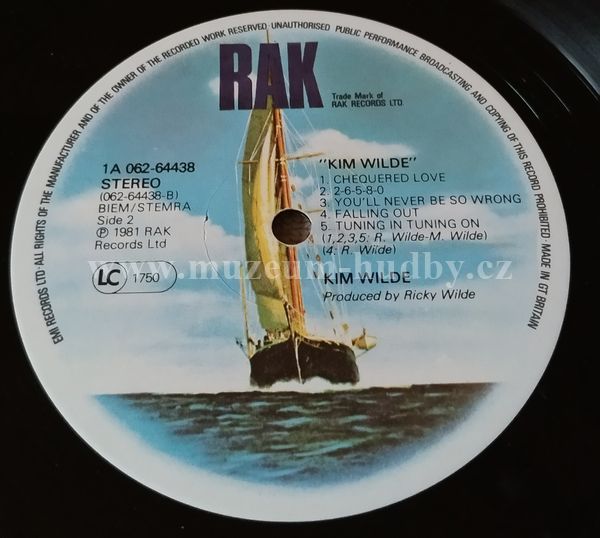 EMI RECORDS LTD·ALL RIGHTS OF THE MANUFACTURER AND OF THE OWNER OF THE RECORDED WORK RESERVED·UNAUTHORISED PUBLIC PERFORMANCE BROADCASTING AND COPYING OF THIS RECORD PROHIBITED·MADE IN GT BRITAIN
RAK
Trade Mark of
RAK RECORDS LTD.
1A 062-64438
STEREO
(062-64438-B)
BIEM/STEMRA
Side 2
℗ 1981 RAK
Records Ltd
LC 1750
"KIM WILDE"
1. CHEQUERED LOVE
2. 2-6-5-8-0
3. YOU'LL NEVER BE SO WRONG
4. FALLING OUT
5. TUNING IN TUNING ON
(1,2,3,5: R. Wilde-M. Wilde)
(4: R. Wilde)
KIM WILDE
Produced by Ricky Wilde
www.muzeum-hudby.cz